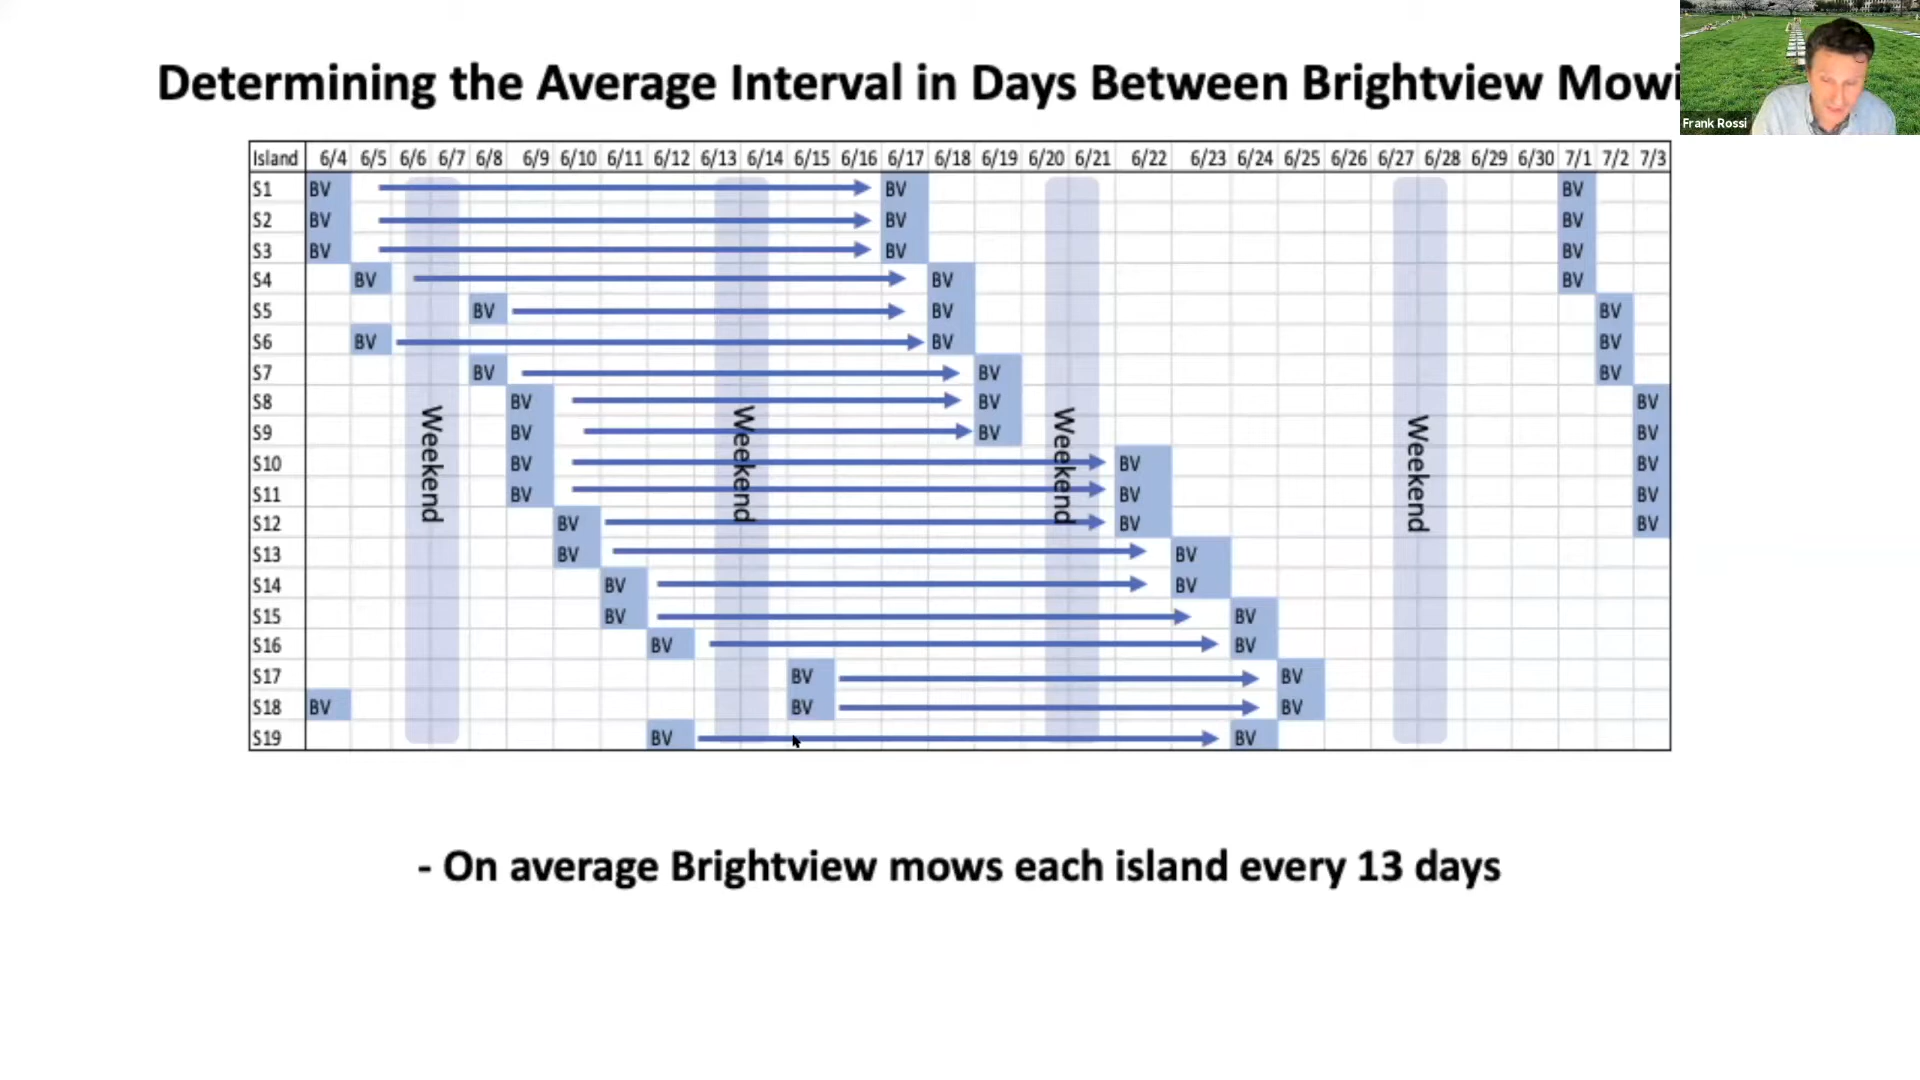 Determining the Average Interval in Days Between Brightview Mowi
Frank Rossi
Island 6/4 6/5 6/6 6/7 6/8 6/9 6/10 6/11 6/12 6/13 6/14 6/15 6/16 6/17 6/18 6/19 6/20 6/21 6/22 6/23 6/24 6/25 6/26 6/27 6/28 6/29 6/30 7/1 7/2 7/3
S1 BV BV BV
S2 BV BV BV
S3 BV BV BV
S4 BV BV BV
S5 BV BV BV
S6 BV BV BV
S7 BV BV BV
S8 BV BV BV
S9 BV BV BV
S10 BV BV BV
S11 BV BV BV
S12 BV BV BV
S13 BV BV
S14 BV BV
S15 BV BV
S16 BV BV
S17 BV BV
S18 BV BV BV
S19 BV BV
Weekend
Weekend
Weekend
Weekend
- On average Brightview mows each island every 13 days